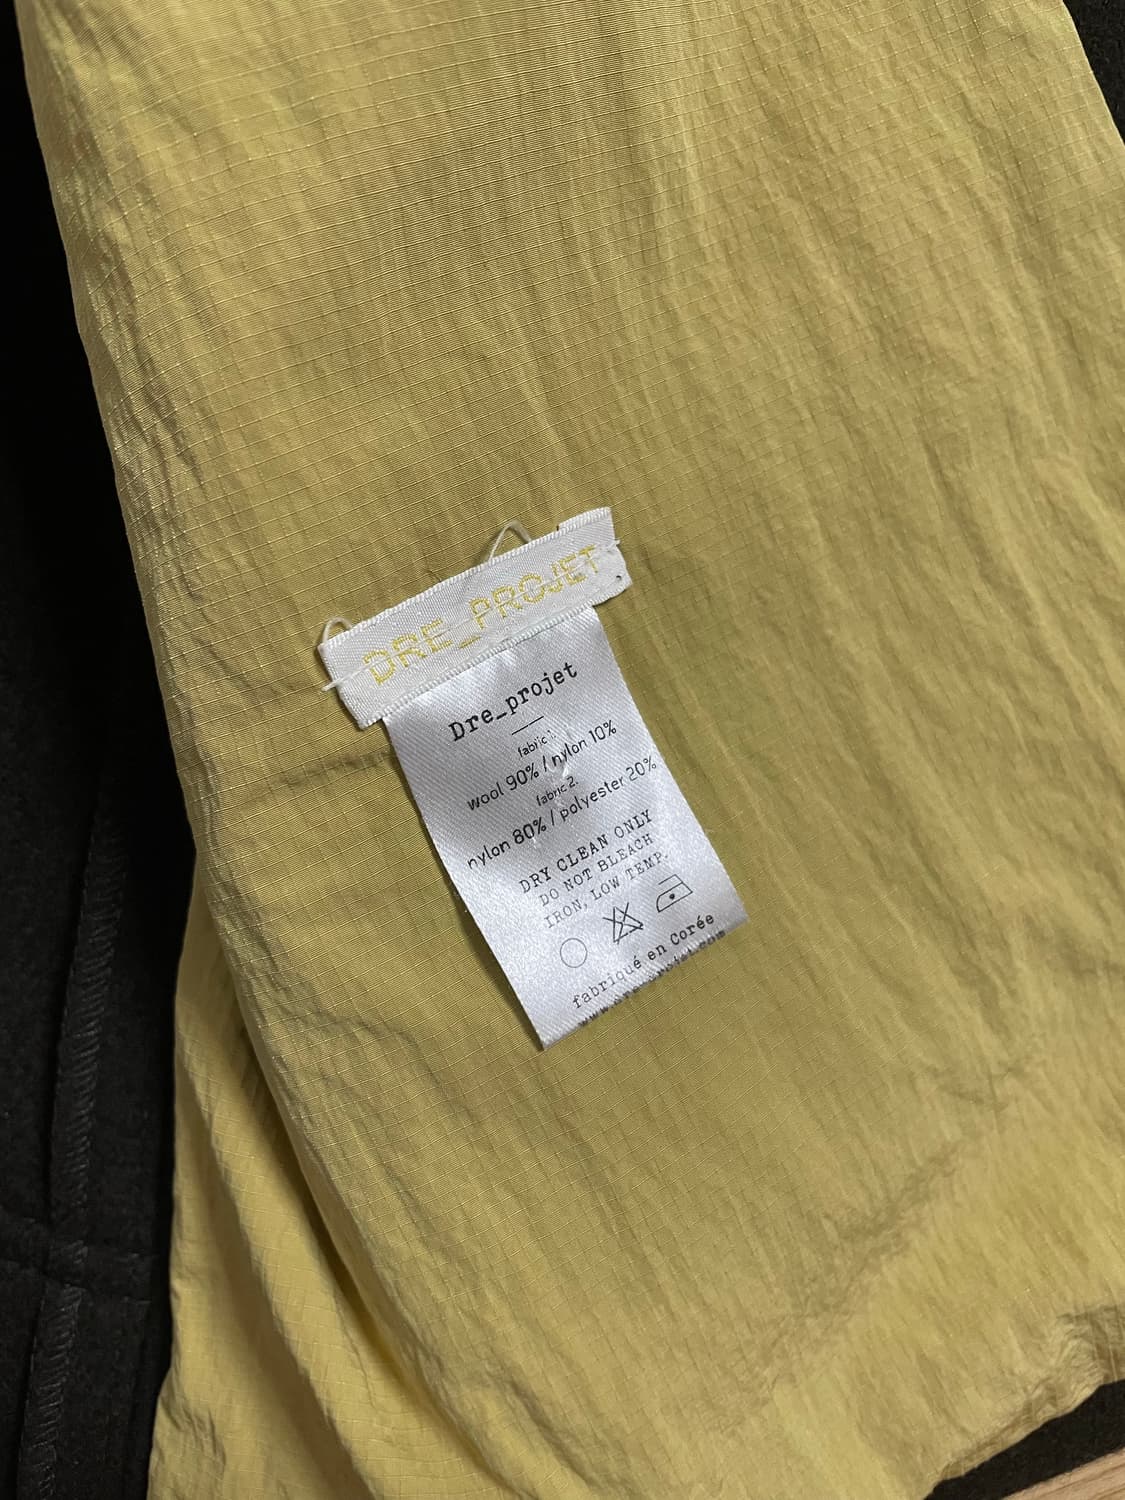 DRE_PROJET
Dre_projet
fabric 1.
wool 90% / nylon 10%
fabric 2.
nylon 80% / polyester 20%
DRY CLEAN ONLY
DO NOT BLEACH
IRON, LOW TEMP.
fabriqué en Corée